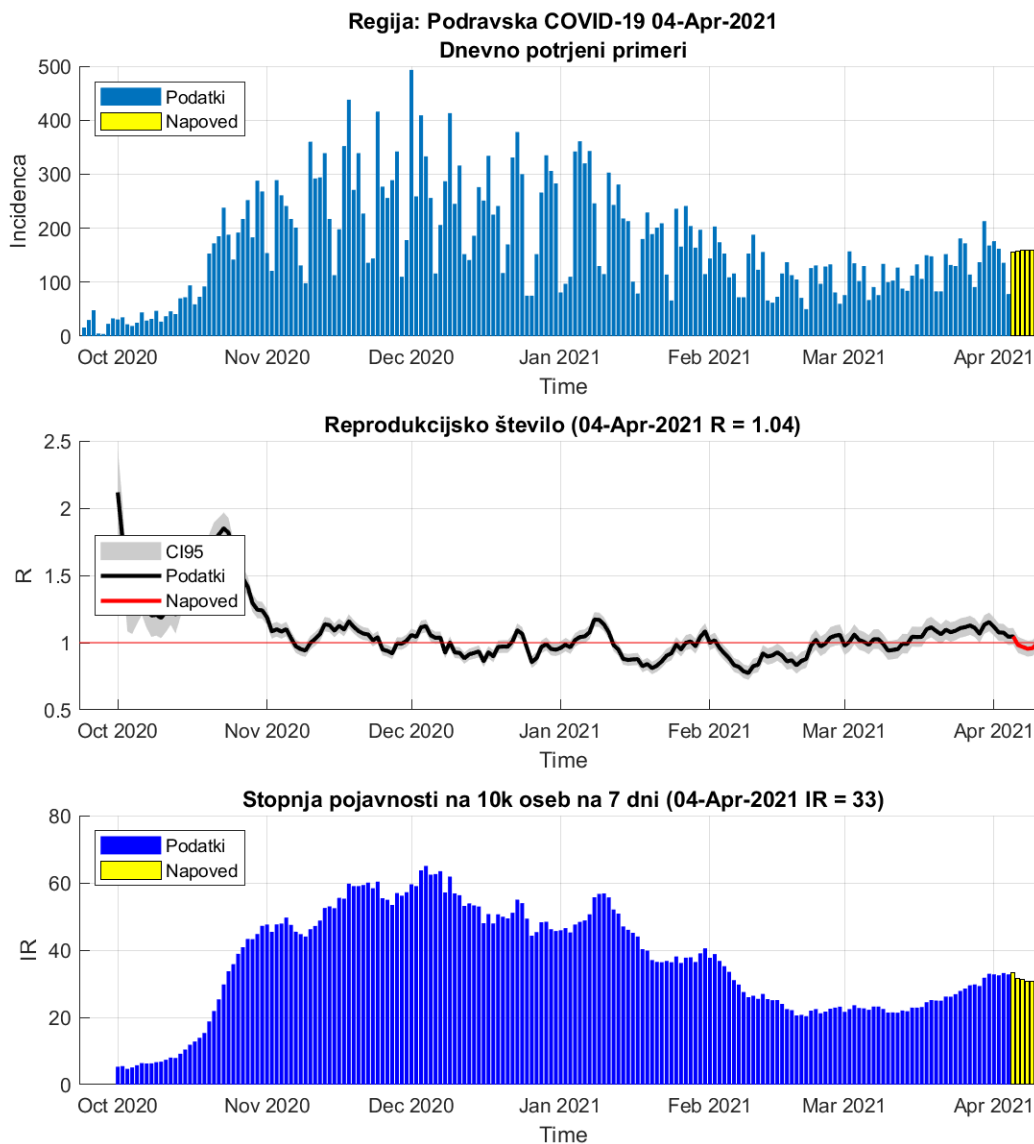 Regija: Podravska COVID-19 04-Apr-2021
Dnevno potrjeni primeri
500
400
300
200
100
0
Incidenca
Podatki
Napoved
Oct 2020 Nov 2020 Dec 2020 Jan 2021 Feb 2021 Mar 2021 Apr 2021
Time
Reprodukcijsko število (04-Apr-2021 R = 1.04)
2.5
2
1.5
1
0.5
R
CI95
Podatki
Napoved
Oct 2020 Nov 2020 Dec 2020 Jan 2021 Feb 2021 Mar 2021 Apr 2021
Time
Stopnja pojavnosti na 10k oseb na 7 dni (04-Apr-2021 IR = 33)
80
60
40
20
0
IR
Podatki
Napoved
Oct 2020 Nov 2020 Dec 2020 Jan 2021 Feb 2021 Mar 2021 Apr 2021
Time